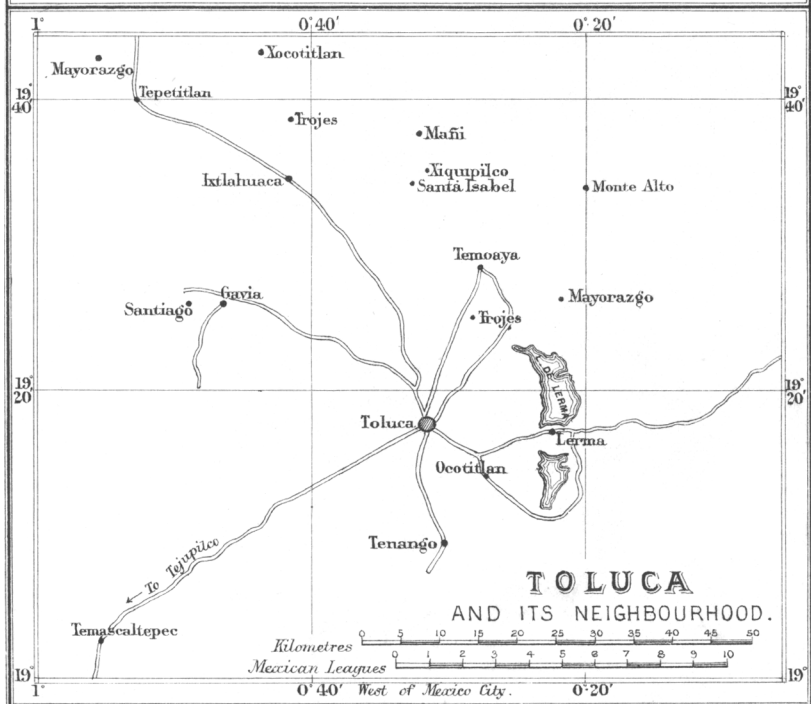 1° 0°40′ 0°20′
Xocotitlan
Mayorazgo
19° 40′ 19° 40′
Tepetitlan
Trojes
Mañi
Xiquipilco
Ixtlahuaca
Santa Isabel
Monte Alto
Temoaya
Gavia
Mayorazgo
Santiago
Trojes
DE LERMA
19° 20′ 19° 20′
Toluca
Lerma
Ocotitlan
Tenango
← To Tejupilco
TOLUCA
AND ITS NEIGHBOURHOOD.
Temascaltepec
Kilometres 0 5 10 15 20 25 30 35 40 45 50
Mexican Leagues 0 1 2 3 4 5 6 7 8 9 10
19° 19°
1° 0°40′ West of Mexico City. 0°20′